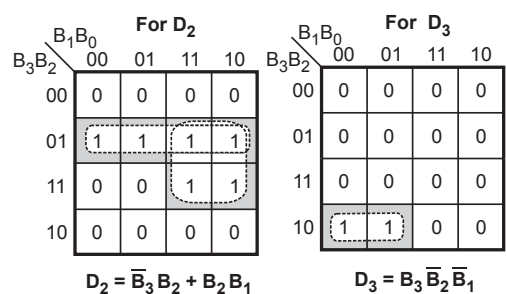 For D₂
B₁B₀
B₃B₂ 00 01 11 10
00 0 0 0 0
01 1 1 1 1
11 0 0 1 1
10 0 0 0 0
D₂ = B̅₃ B₂ + B₂ B₁
For D₃
B₁B₀
B₃B₂ 00 01 11 10
00 0 0 0 0
01 0 0 0 0
11 0 0 0 0
10 1 1 0 0
D₃ = B₃ B̅₂ B̅₁